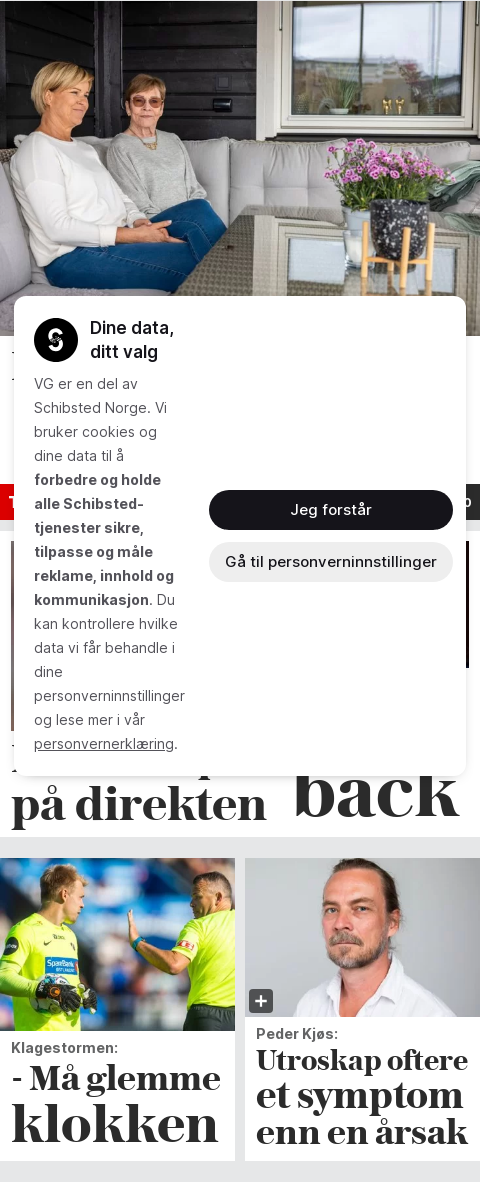 Dine data,
ditt valg
VG er en del av
Schibsted Norge. Vi
bruker cookies og
dine data til å
forbedre og holde
alle Schibsted-
tjenester sikre,
tilpasse og måle
reklame, innhold og
kommunikasjon. Du
kan kontrollere hvilke
data vi får behandle i
dine
personverninnstillinger
og lese mer i vår
personvernerklæring.
Jeg forstår
Gå til personverninnstillinger
på direkten
back
Klagestormen:
- Må glemme
klokken
Peder Kjøs:
Utroskap oftere
et symptom
enn en årsak